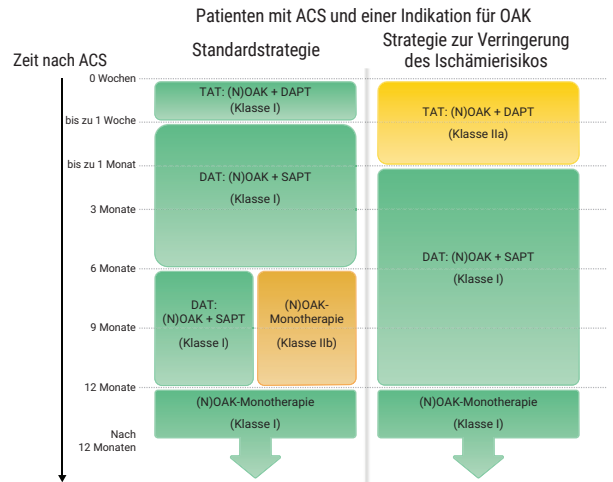 Patienten mit ACS und einer Indikation für OAK
Zeit nach ACS
Standardstrategie
Strategie zur Verringerung
des Ischämierisikos
0 Wochen
TAT: (N)OAK + DAPT
(Klasse I)
TAT: (N)OAK + DAPT
(Klasse IIa)
bis zu 1 Woche
bis zu 1 Monat
DAT: (N)OAK + SAPT
(Klasse I)
3 Monate
DAT: (N)OAK + SAPT
(Klasse I)
6 Monate
DAT:
(N)OAK + SAPT
(Klasse I)
(N)OAK-
Monotherapie
(Klasse IIb)
9 Monate
12 Monate
(N)OAK-Monotherapie
(Klasse I)
(N)OAK-Monotherapie
(Klasse I)
Nach
12 Monaten